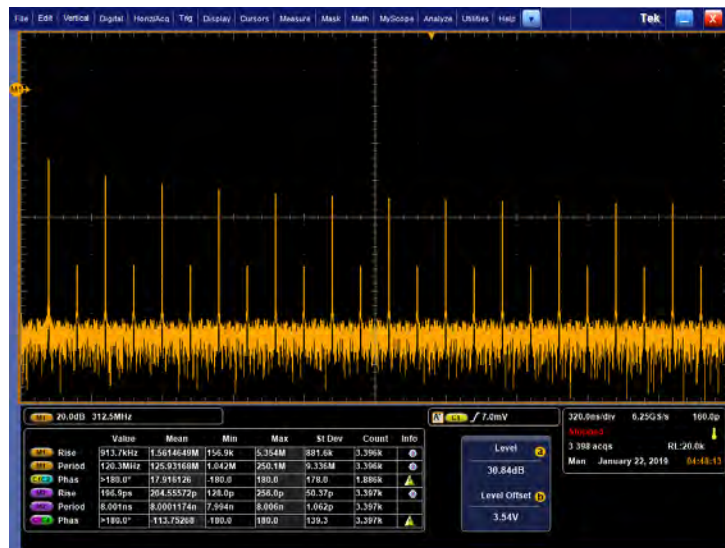 File Edit Vertical Digital Horiz/Acq Trig Display Cursors Measure Mask Math MyScope Analyze Utilities Help Tek
M1
M1 20.0dB 312.5MHz
A' C1 7.0mV
320.0ns/div 6.25GS/s 160.0p
Stopped
3 398 acqs RL:20.0k
Man January 22, 2019 04:48:13
Value Mean Min Max St Dev Count Info
M1 Rise 913.7kHz 1.5614649M 156.9k 5.354M 881.6k 3.396k
M1 Period 120.3MHz 125.93168M 1.042M 250.1M 9.336M 3.396k
Phas >180.0° 17.916126 -180.0 180.0 178.0 1.886k
Rise 196.9ps 204.55572p 128.0p 256.0p 50.37p 3.397k
Period 8.001ns 8.0001174n 7.994n 8.006n 1.062p 3.397k
Phas >180.0° -113.75268 -180.0 180.0 139.3 3.397k
Level a
30.84dB
Level Offset b
3.54V